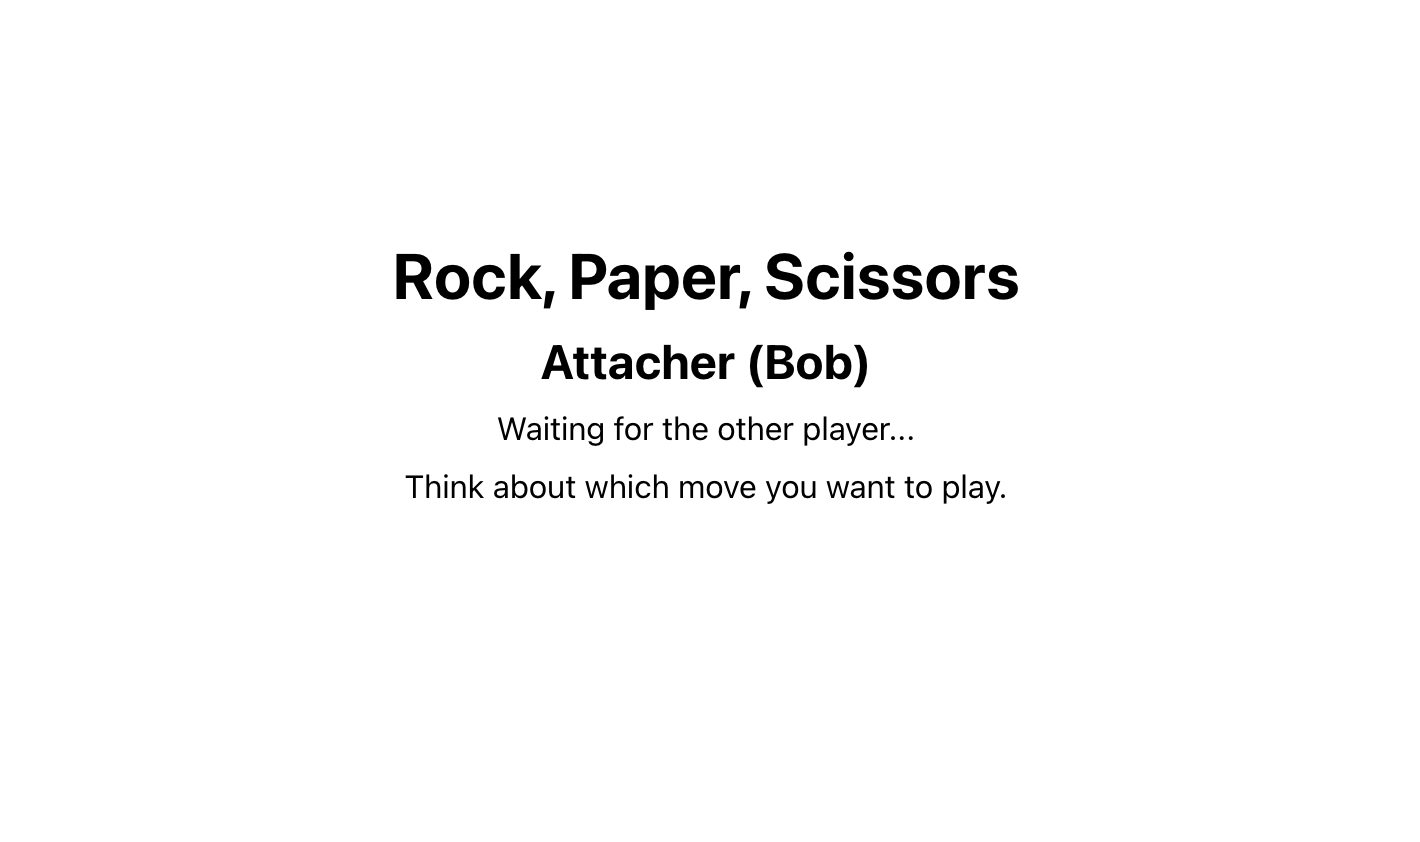 Rock, Paper, Scissors
Attacher (Bob)
Waiting for the other player...
Think about which move you want to play.